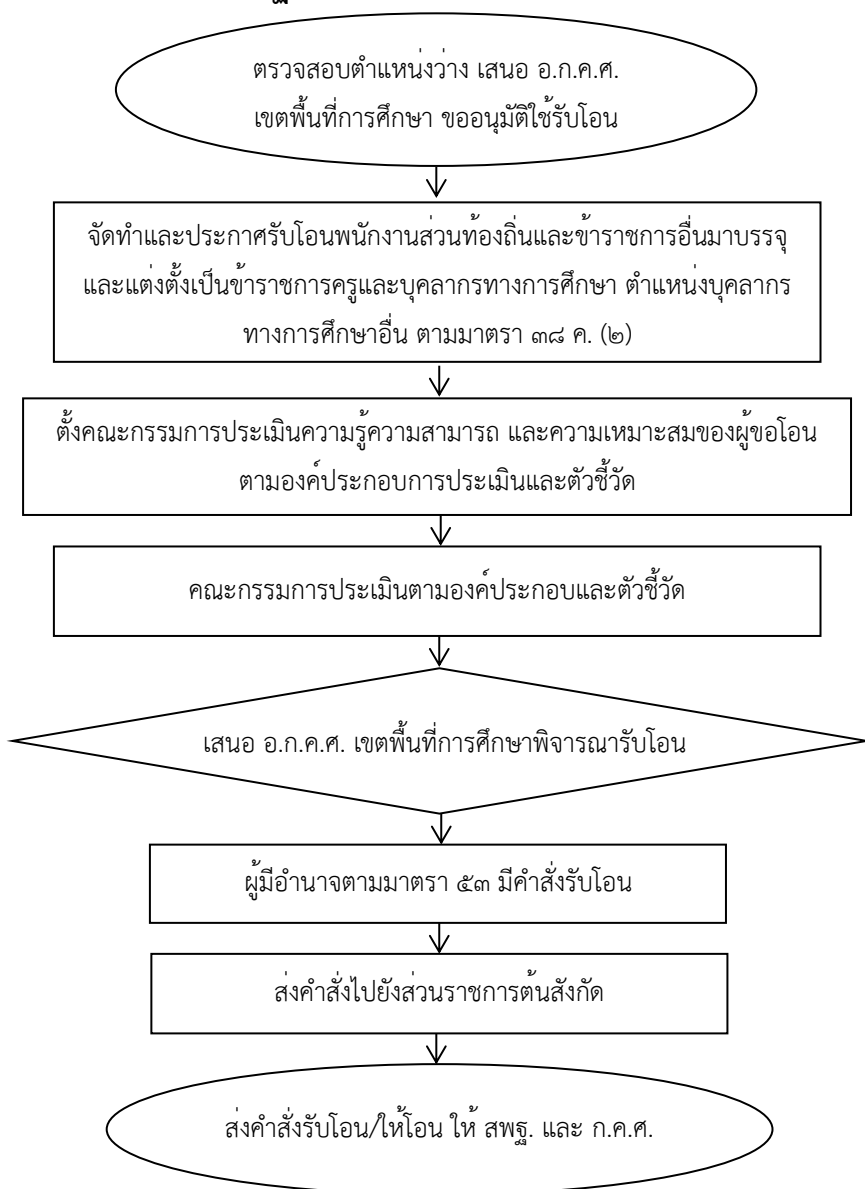 ตรวจสอบตำแหน่งว่าง เสนอ อ.ก.ค.ศ.
เขตพื้นที่การศึกษา ขออนุมัติใช้รับโอน
จัดทำและประกาศรับโอนพนักงานส่วนท้องถิ่นและข้าราชการอื่นมาบรรจุ
และแต่งตั้งเป็นข้าราชการครูและบุคลากรทางการศึกษา ตำแหน่งบุคลากร
ทางการศึกษาอื่น ตามมาตรา ๓๘ ค. (๒)
ตั้งคณะกรรมการประเมินความรู้ความสามารถ และความเหมาะสมของผู้ขอโอน
ตามองค์ประกอบการประเมินและตัวชี้วัด
คณะกรรมการประเมินตามองค์ประกอบและตัวชี้วัด
เสนอ อ.ก.ค.ศ. เขตพื้นที่การศึกษาพิจารณารับโอน
ผู้มีอำนาจตามมาตรา ๕๓ มีคำสั่งรับโอน
ส่งคำสั่งไปยังส่วนราชการต้นสังกัด
ส่งคำสั่งรับโอน/ให้โอน ให้ สพฐ. และ ก.ค.ศ.